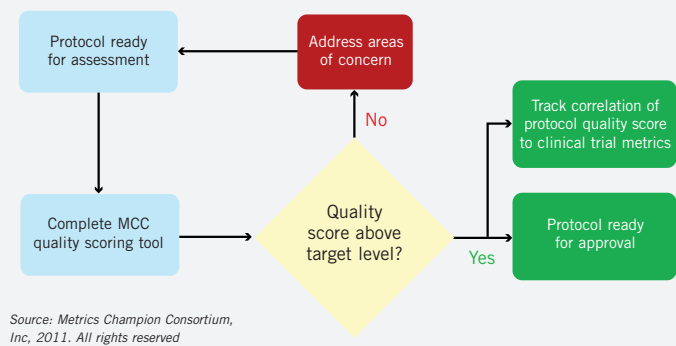 Protocol ready
for assessment
Address areas
of concern
No
Track correlation of
protocol quality score
to clinical trial metrics
Complete MCC
quality scoring tool
Quality
score above
target level?
Yes
Protocol ready
for approval
Source: Metrics Champion Consortium,
Inc, 2011. All rights reserved